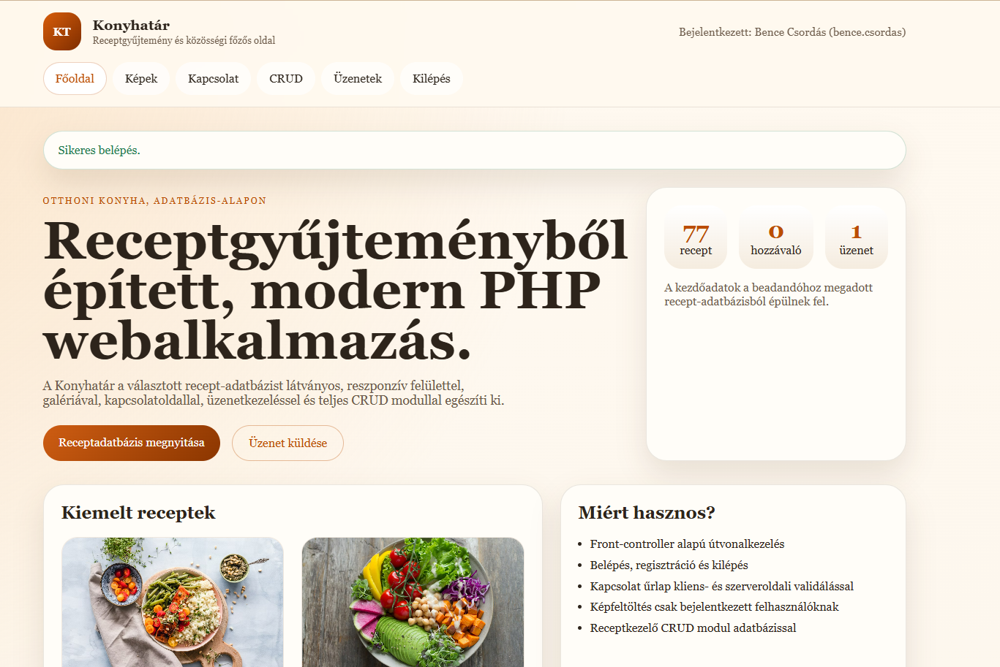 KT
Konyhatár
Receptgyűjtemény és közösségi főzős oldal
Bejelentkezett: Bence Csordás (bence.csordas)
Főoldal
Képek
Kapcsolat
CRUD
Üzenetek
Kilépés
Sikeres belépés.
OTTHONI KONYHA, ADATBÁZIS-ALAPON
Receptgyűjteményből
épített, modern PHP
webalkalmazás.
A Konyhatár a választott recept-adatbázist látványos, reszponzív felülettel,
galériával, kapcsolatoldallal, üzenetkezeléssel és teljes CRUD modullal egészíti ki.
Receptadatbázis megnyitása
Üzenet küldése
77
recept
0
hozzávaló
1
üzenet
A kezdőadatok a beadandóhoz megadott
recept-adatbázisból épülnek fel.
Kiemelt receptek
Miért hasznos?
• Front-controller alapú útvonalkezelés
• Belépés, regisztráció és kilépés
• Kapcsolat űrlap kliens- és szerveroldali validálással
• Képfeltöltés csak bejelentkezett felhasználóknak
• Receptkezelő CRUD modul adatbázissal